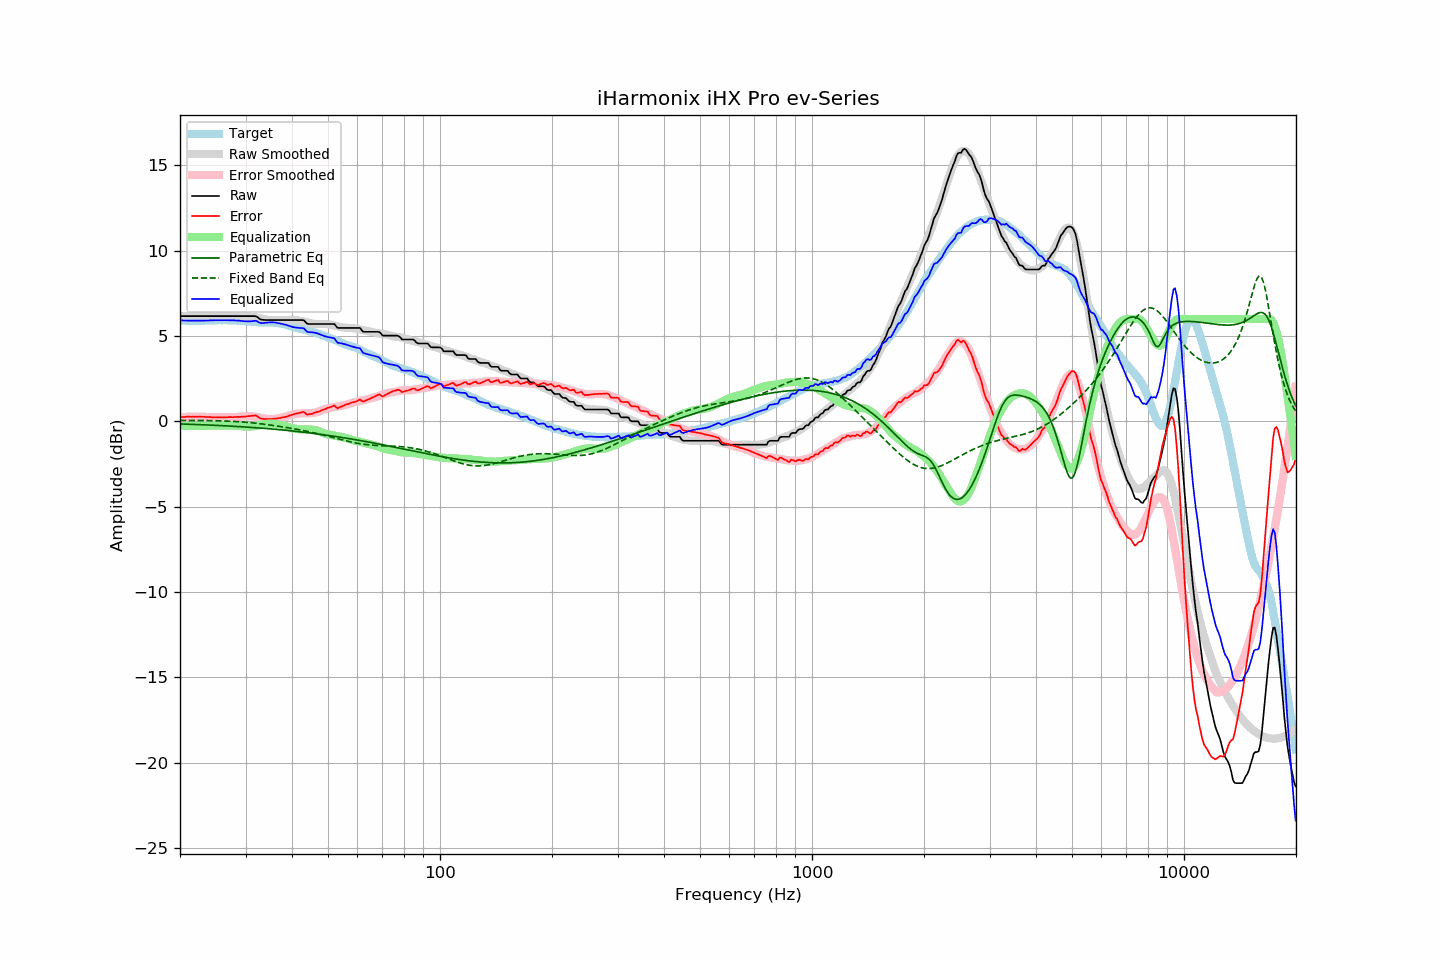 iHarmonix iHX Pro ev-Series
Target
Raw Smoothed
Error Smoothed
Raw
Error
Equalization
Parametric Eq
Fixed Band Eq
Equalized
Amplitude (dBr)
15
10
5
0
−5
−10
−15
−20
−25
100
1000
10000
Frequency (Hz)